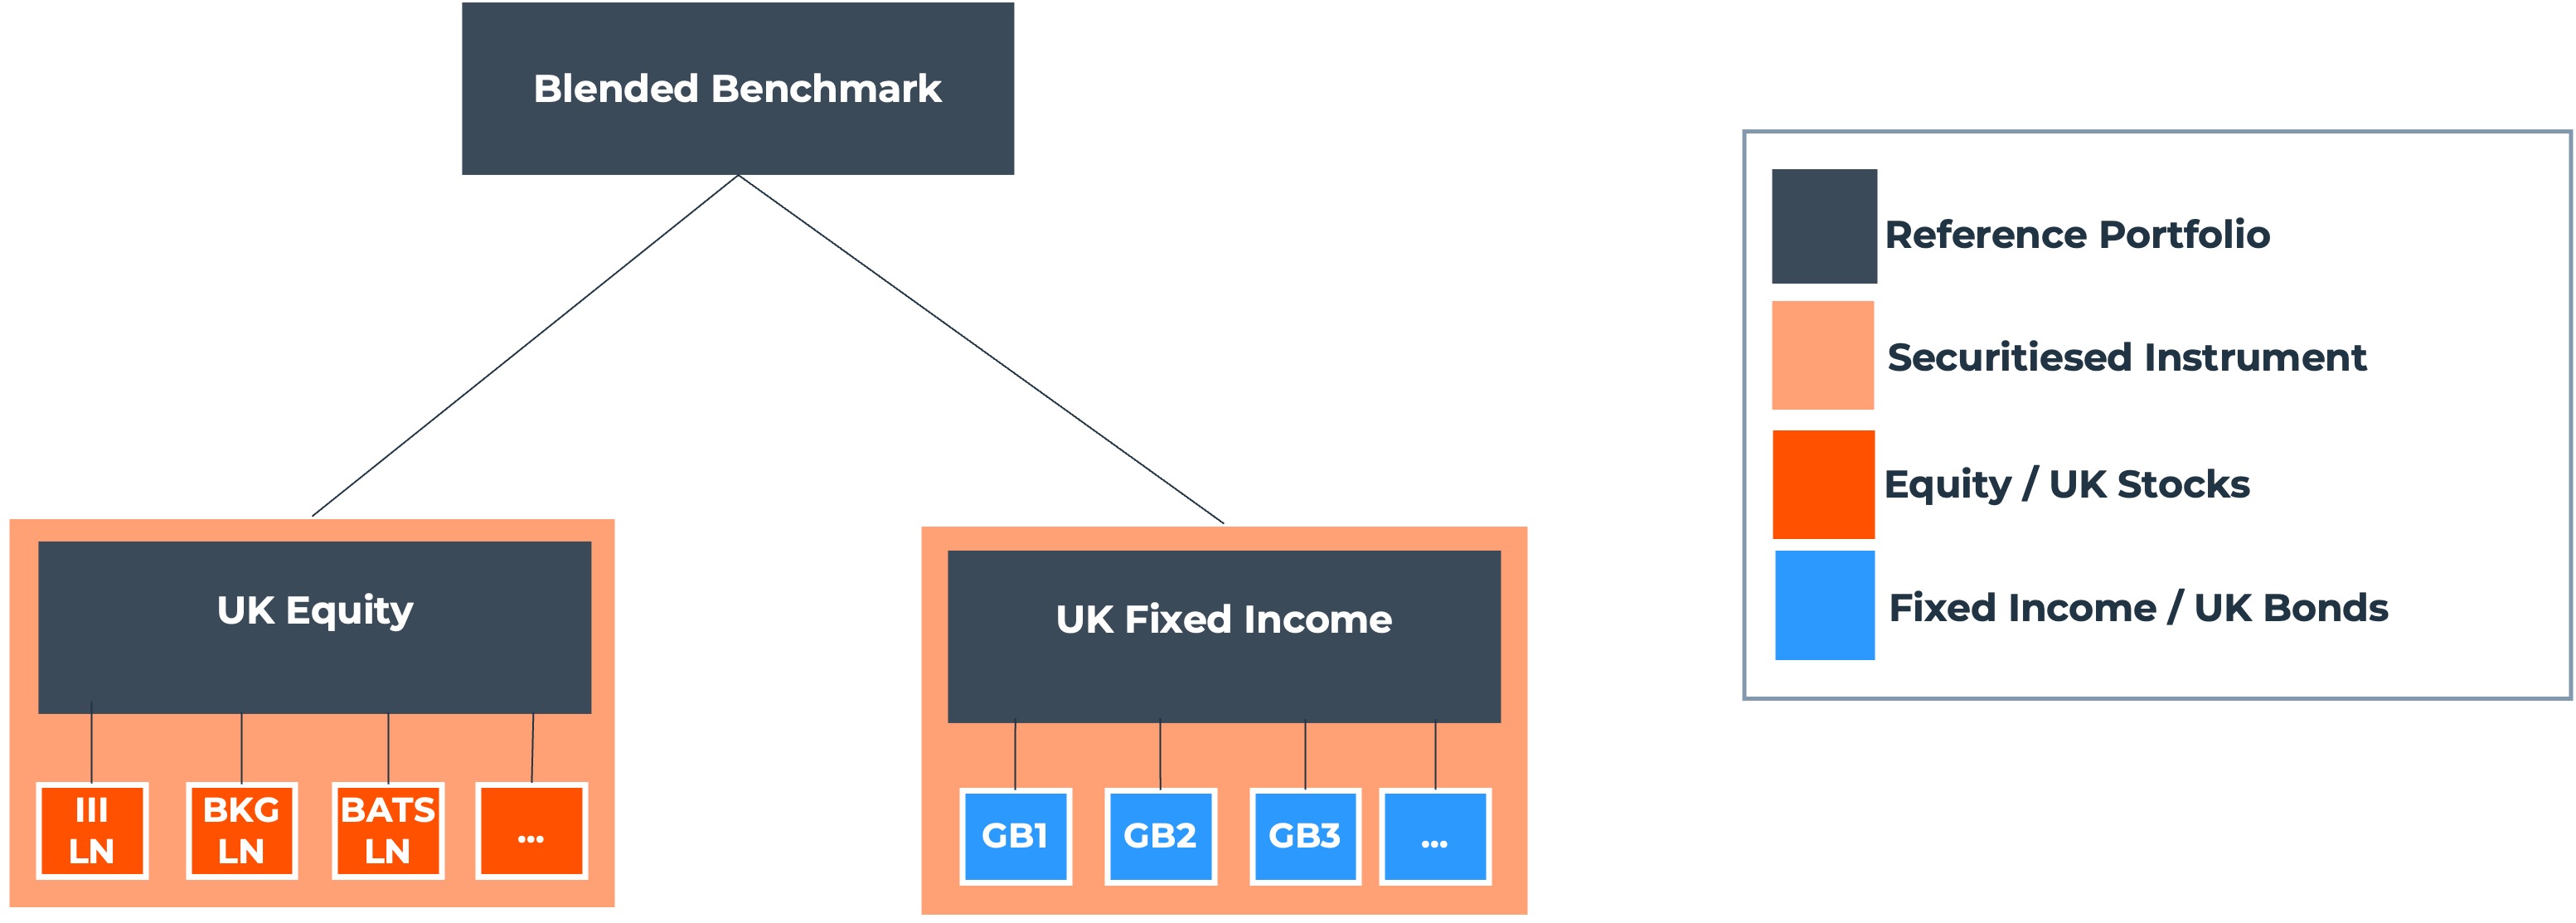 Blended Benchmark
Reference Portfolio
Securitiesed Instrument
Equity / UK Stocks
Fixed Income / UK Bonds
UK Equity
III
LN
BKG
LN
BATS
LN
...
UK Fixed Income
GB1
GB2
GB3
...